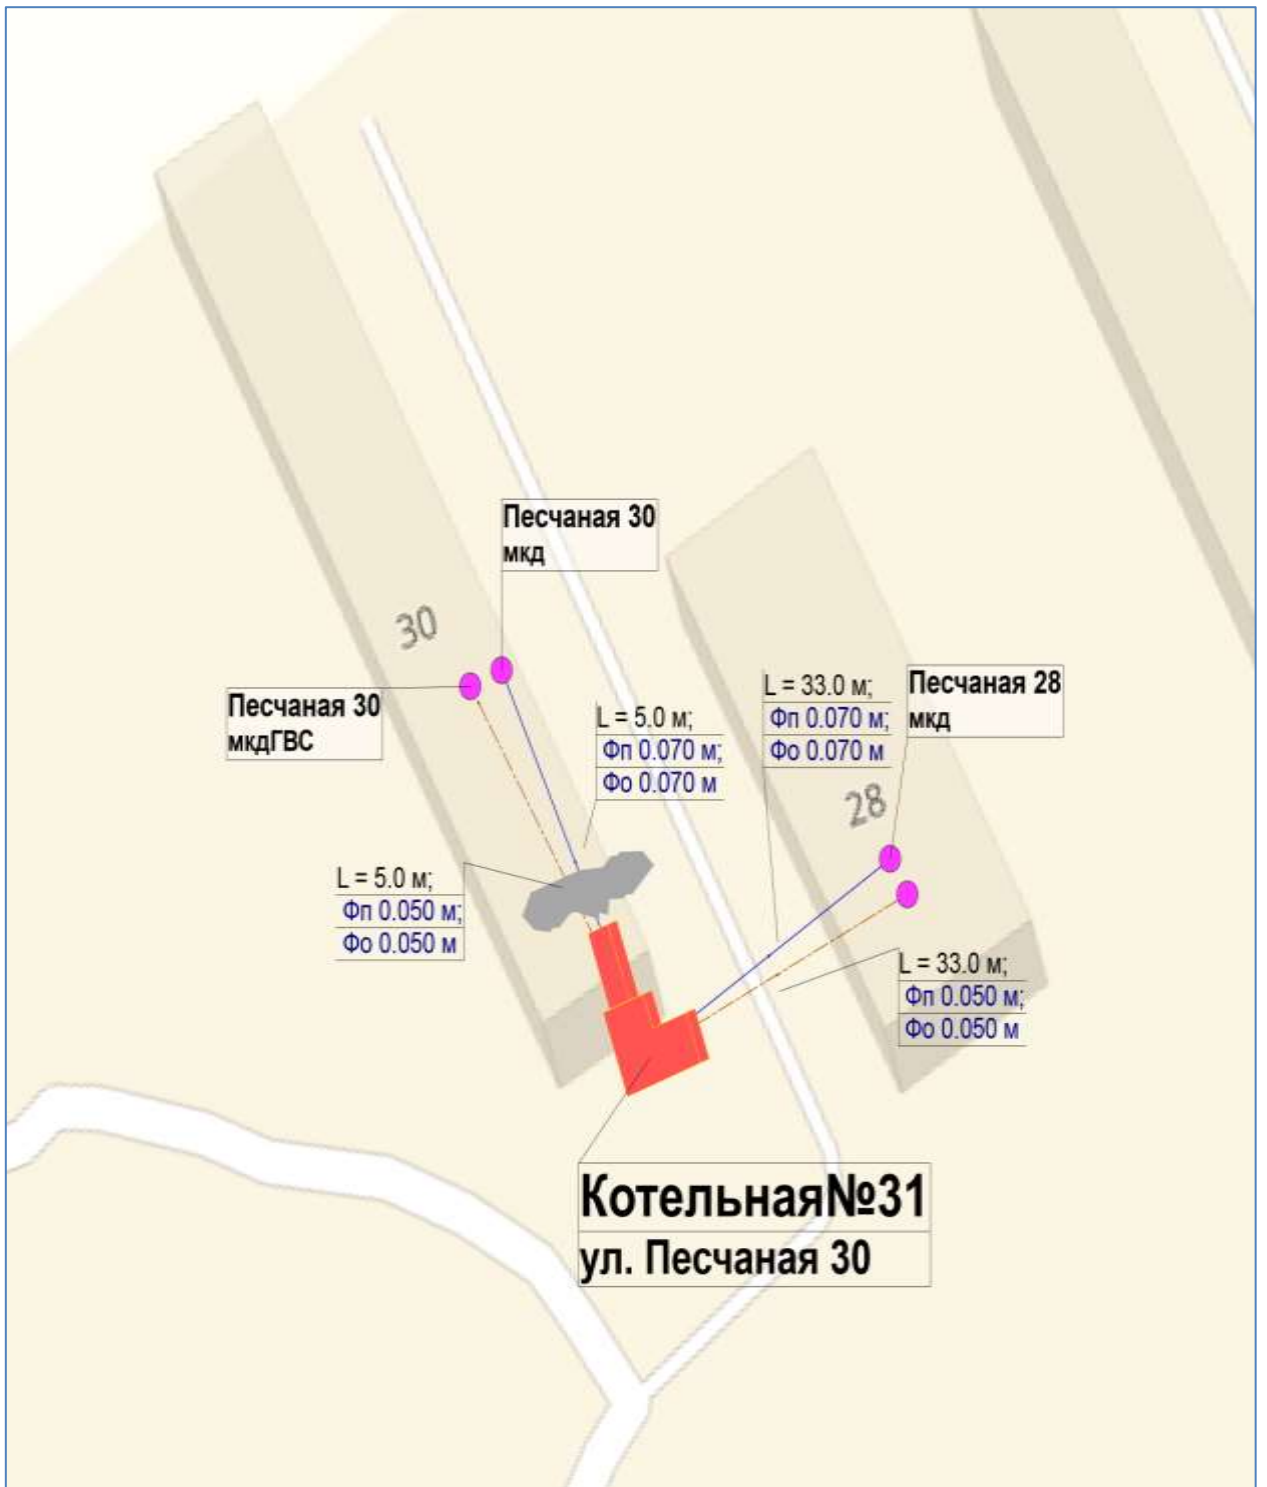 Песчаная 30
мкд
30
Песчаная 30
мкдГВС
L = 5.0 м;
Фп 0.070 м;
Фо 0.070 м
L = 33.0 м;
Фп 0.070 м;
Фо 0.070 м
Песчаная 28
мкд
28
L = 5.0 м;
Фп 0.050 м;
Фо 0.050 м
L = 33.0 м;
Фп 0.050 м;
Фо 0.050 м
Котельная№31
ул. Песчаная 30